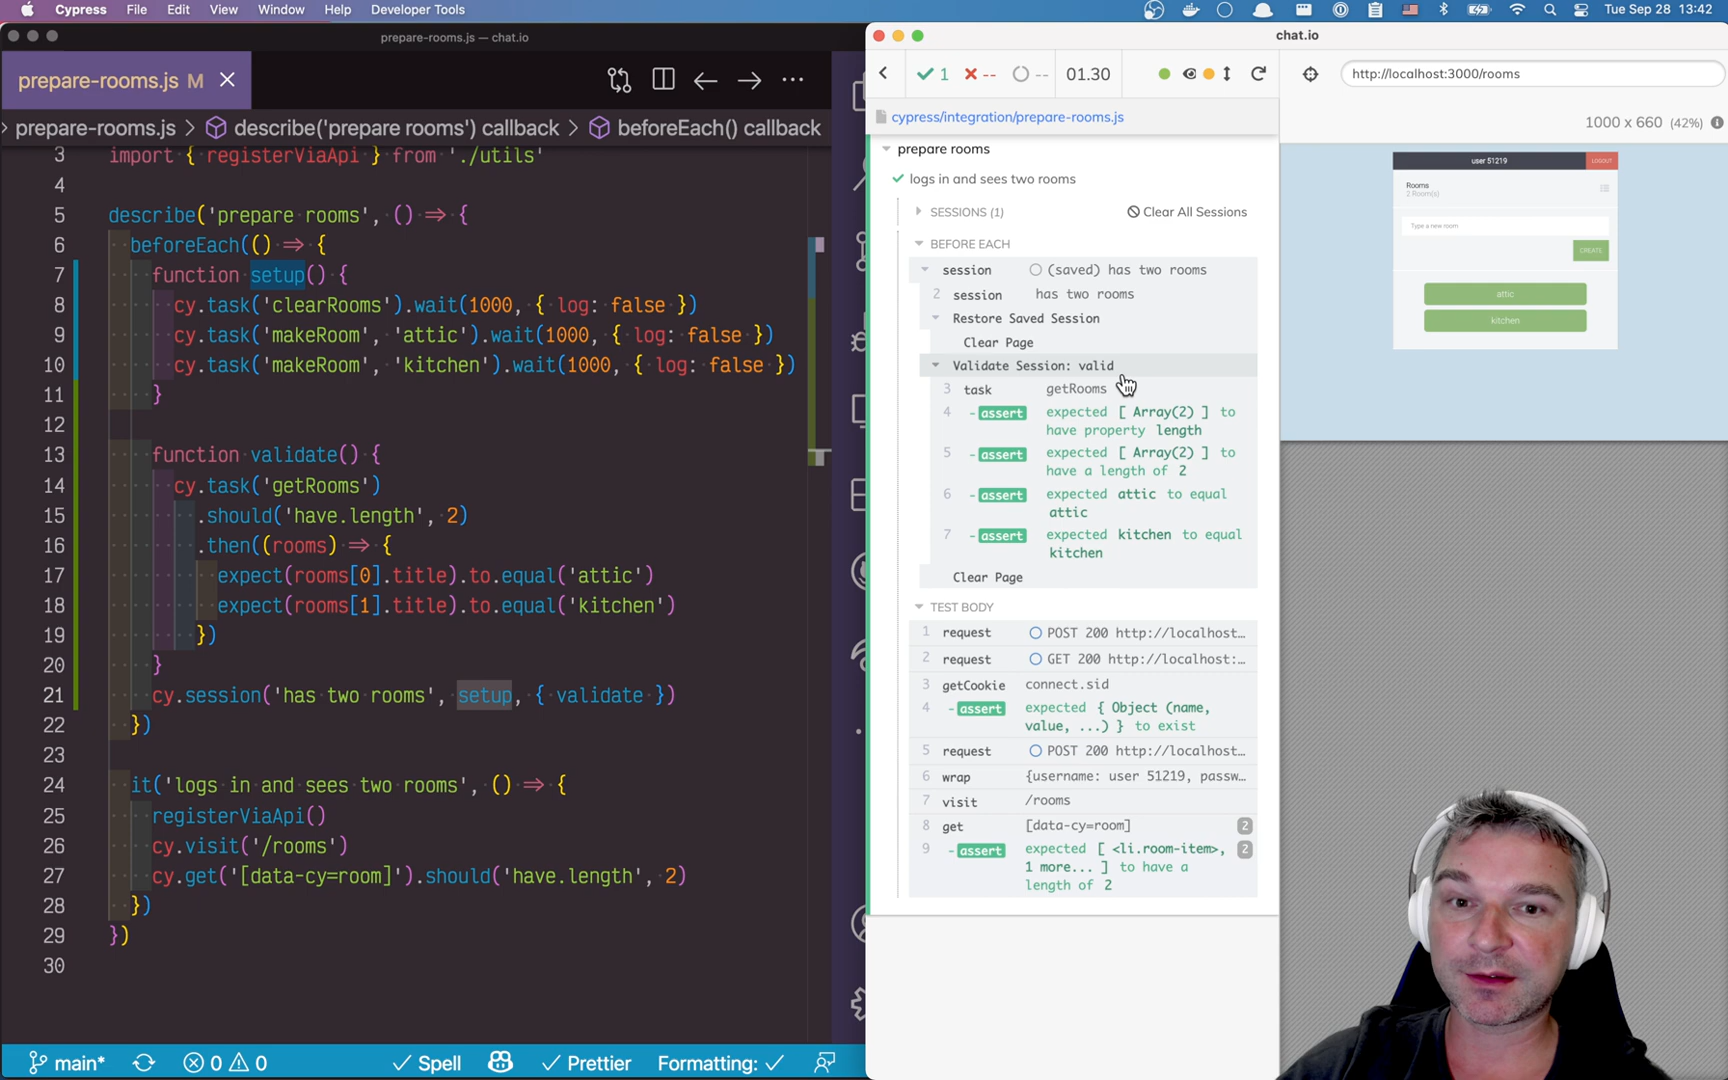 Cypress File Edit View Window Help Developer Tools
Tue Sep 28 13:42
prepare-rooms.js — chat.io
prepare-rooms.js M
prepare-rooms.js > describe('prepare rooms') callback > beforeEach() callback
3 import { registerViaApi } from './utils'
4
5 describe('prepare rooms', () => {
6 beforeEach(() => {
7 function setup() {
8 cy.task('clearRooms').wait(1000, { log: false })
9 cy.task('makeRoom', 'attic').wait(1000, { log: false })
10 cy.task('makeRoom', 'kitchen').wait(1000, { log: false })
11 }
12
13 function validate() {
14 cy.task('getRooms')
15 .should('have.length', 2)
16 .then((rooms) => {
17 expect(rooms[0].title).to.equal('attic')
18 expect(rooms[1].title).to.equal('kitchen')
19 })
20 }
21 cy.session('has two rooms', setup, { validate })
22 })
23
24 it('logs in and sees two rooms', () => {
25 registerViaApi()
26 cy.visit('/rooms')
27 cy.get('[data-cy=room]').should('have.length', 2)
28 })
29 })
30
main* 0 0 Spell Prettier Formatting:
chat.io
1 -- -- 01.30
http://localhost:3000/rooms
cypress/integration/prepare-rooms.js
1000 x 660 (42%)
prepare rooms
logs in and sees two rooms
SESSIONS (1) Clear All Sessions
BEFORE EACH
session (saved) has two rooms
2 session has two rooms
Restore Saved Session
Clear Page
Validate Session: valid
3 task getRooms
4 -assert expected [ Array(2) ] to
have property length
5 -assert expected [ Array(2) ] to
have a length of 2
6 -assert expected attic to equal
attic
7 -assert expected kitchen to equal
kitchen
Clear Page
TEST BODY
1 request POST 200 http://localhost...
2 request GET 200 http://localhost:...
3 getCookie connect.sid
4 -assert expected { Object (name,
value, ...) } to exist
5 request POST 200 http://localhost...
6 wrap {username: user 51219, passw...
7 visit /rooms
8 get [data-cy=room] 2
9 -assert expected [ <li.room-item>, 2
1 more... ] to have a
length of 2
user 51219 LOGOUT
Rooms
2 Room(s)
Type a new room
CREATE
attic
kitchen